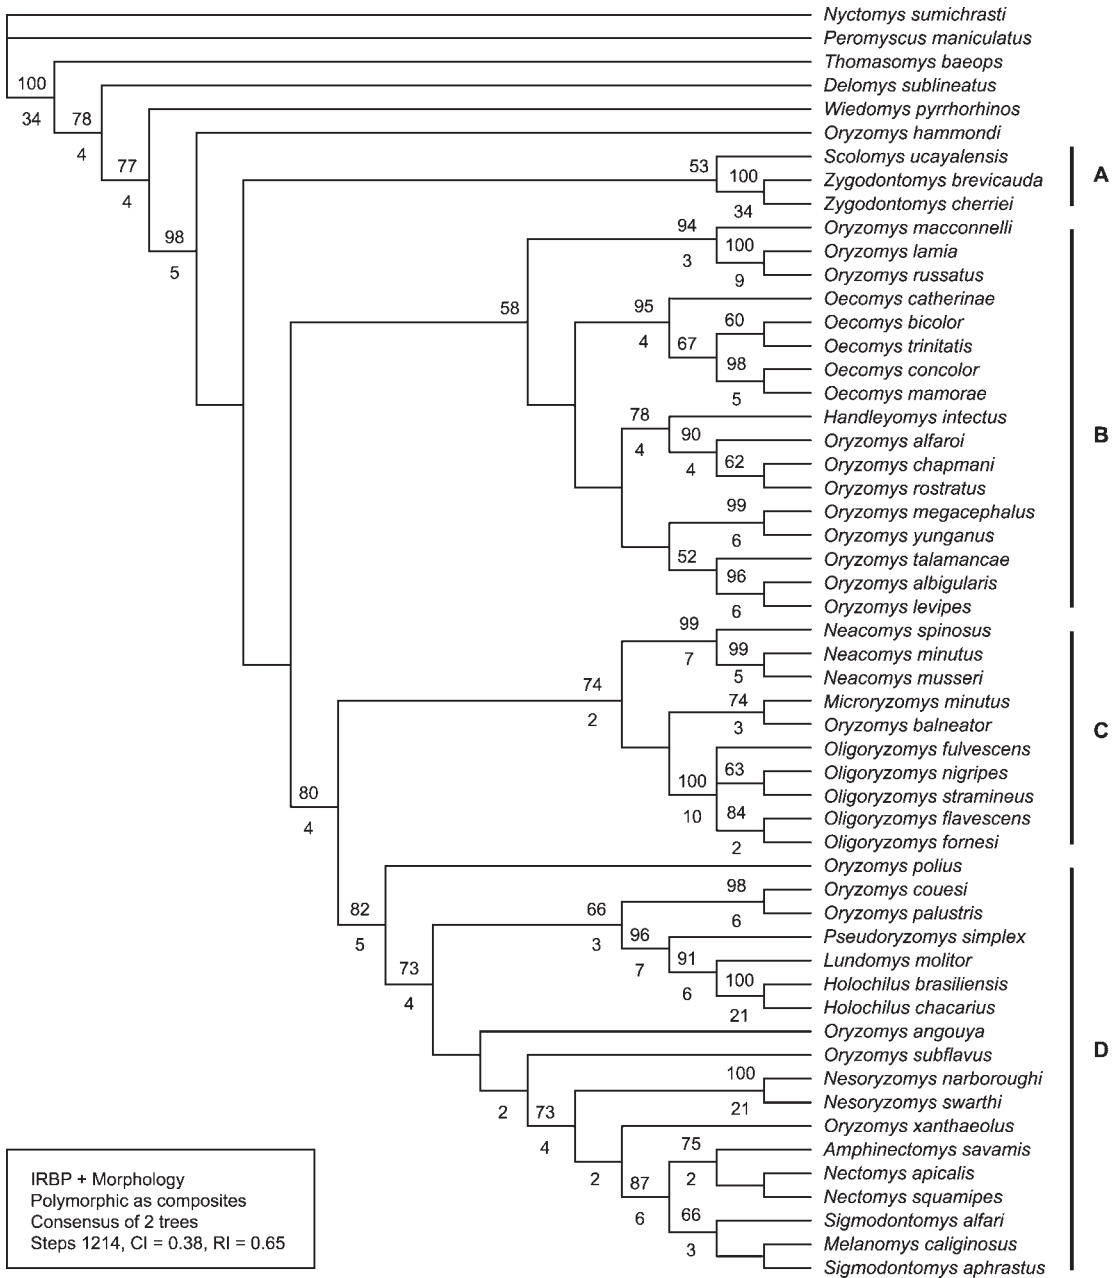 Nyctomys sumichrasti
Peromyscus maniculatus
Thomasomys baeops
100
Delomys sublineatus
34
78
Wiedomys pyrrhorhinos
Oryzomys hammondi
4
77
Scolomys ucayalensis
53
100
Zygodontomys brevicauda
A
4
34
Zygodontomys cherriei
94
Oryzomys macconnelli
98
100
Oryzomys lamia
3
5
9
Oryzomys russatus
95
Oecomys catherinae
58
60
Oecomys bicolor
4
67
Oecomys trinitatis
98
Oecomys concolor
5
Oecomys mamorae
78
Handleyomys intectus
90
Oryzomys alfaroi
B
4
4
62
Oryzomys chapmani
Oryzomys rostratus
99
Oryzomys megacephalus
6
Oryzomys yunganus
52
Oryzomys talamancae
96
Oryzomys albigularis
6
Oryzomys levipes
99
Neacomys spinosus
7
99
Neacomys minutus
5
Neacomys musseri
74
74
Microryzomys minutus
2
3
Oryzomys balneator
C
Oligoryzomys fulvescens
100
63
Oligoryzomys nigripes
80
Oligoryzomys stramineus
10
84
Oligoryzomys flavescens
4
2
Oligoryzomys fornesi
Oryzomys polius
98
Oryzomys couesi
82
66
6
Oryzomys palustris
5
3
96
Pseudoryzomys simplex
73
7
91
Lundomys molitor
4
6
100
Holochilus brasiliensis
21
Holochilus chacarius
Oryzomys angouya
D
Oryzomys subflavus
100
Nesoryzomys narboroughi
2
73
21
Nesoryzomys swarthi
Oryzomys xanthaeolus
4
75
Amphinectomys savamis
2
87
2
Nectomys apicalis
Nectomys squamipes
6
66
Sigmodontomys alfari
3
Melanomys caliginosus
Sigmodontomys aphrastus
IRBP + Morphology
Polymorphic as composites
Consensus of 2 trees
Steps 1214, CI = 0.38, RI = 0.65